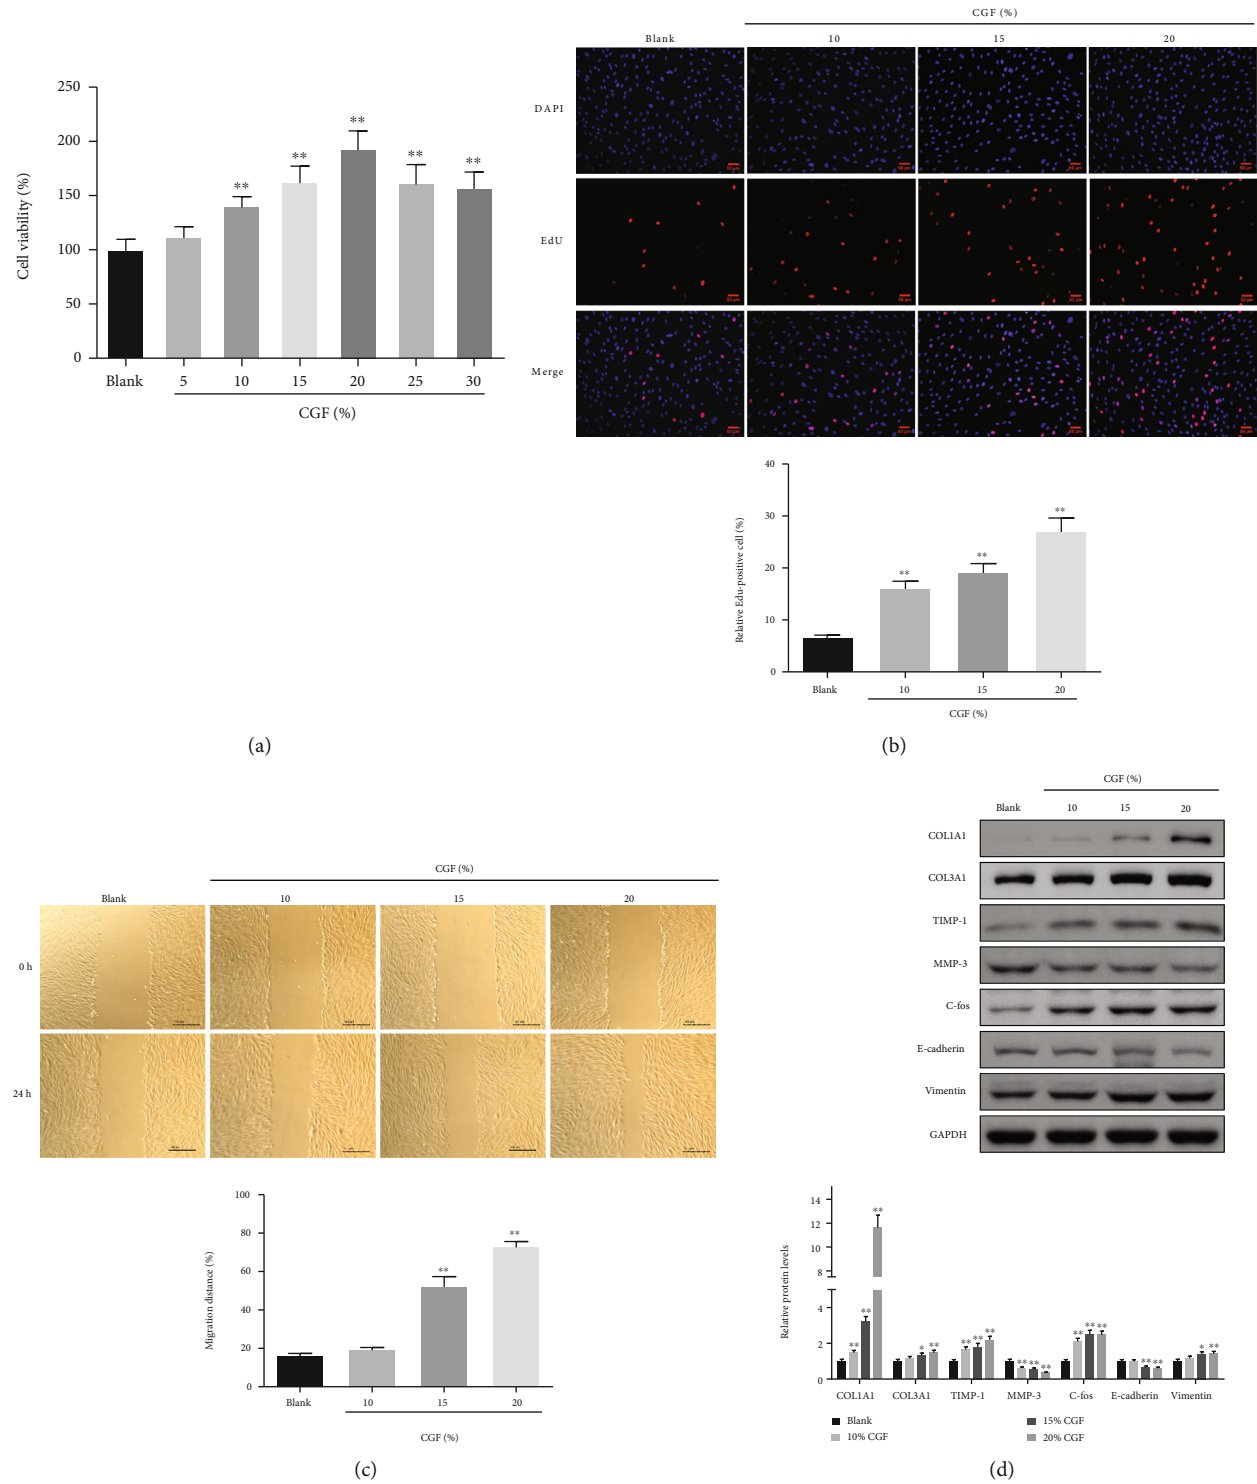 250
200
150
100
50
0
Cell viability (%)
**
**
**
**
**
Blank
5
10
15
20
25
30
CGF (%)
(a)
CGF (%)
Blank
10
15
20
DAPI
EdU
Merge
50 μm
40
30
20
10
0
Relative Edu-positive cell (%)
**
**
**
Blank
10
15
20
CGF (%)
(b)
CGF (%)
Blank
10
15
20
0 h
24 h
100
80
60
40
20
0
Migration distance (%)
**
**
Blank
10
15
20
CGF (%)
(c)
CGF (%)
Blank
10
15
20
COL1A1
COL3A1
TIMP-1
MMP-3
C-fos
E-cadherin
Vimentin
GAPDH
14
12
10
8
4
2
0
Relative protein levels
** ** **
* **
** ** **
** ** **
** ** **
** **
* **
COL1A1
COL3A1
TIMP-1
MMP-3
C-fos
E-cadherin
Vimentin
Blank
10% CGF
15% CGF
20% CGF
(d)